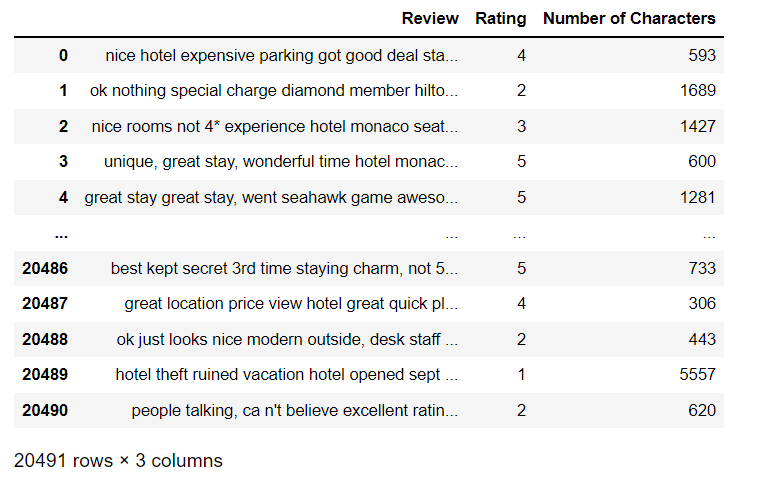 Review Rating Number of Characters
0 nice hotel expensive parking got good deal sta... 4 593
1 ok nothing special charge diamond member hilto... 2 1689
2 nice rooms not 4* experience hotel monaco seat... 3 1427
3 unique, great stay, wonderful time hotel monac... 5 600
4 great stay great stay, went seahawk game aweso... 5 1281
... ... ... ...
20486 best kept secret 3rd time staying charm, not 5... 5 733
20487 great location price view hotel great quick pl... 4 306
20488 ok just looks nice modern outside, desk staff ... 2 443
20489 hotel theft ruined vacation hotel opened sept ... 1 5557
20490 people talking, ca n't believe excellent ratin... 2 620
20491 rows × 3 columns